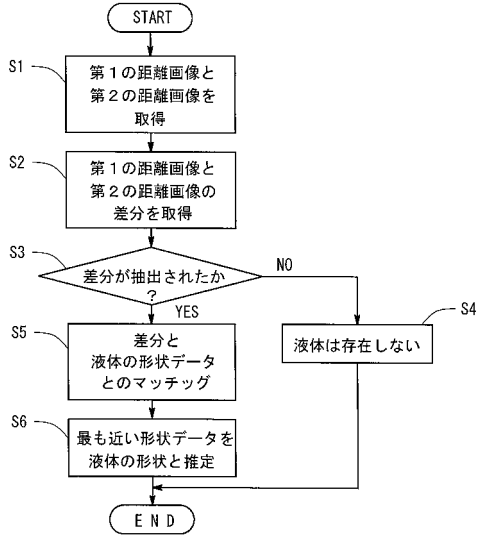 START
S1
第1の距離画像と
第2の距離画像を
取得
S2
第1の距離画像と
第2の距離画像の
差分を取得
S3
差分が抽出されたか
?
NO
YES
S4
液体は存在しない
S5
差分と
液体の形状データ
とのマッチッグ
S6
最も近い形状データを
液体の形状と推定
END